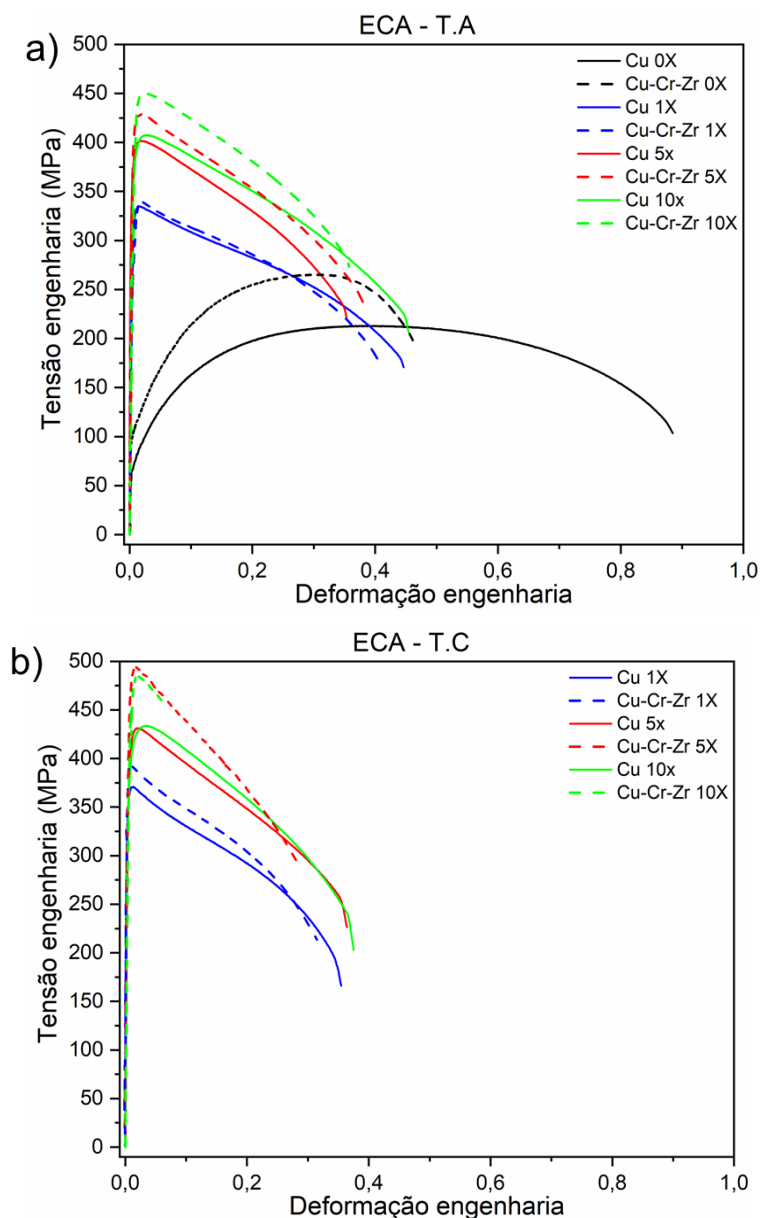 a)
ECA - T.A
500
450
400
350
300
250
200
150
100
50
0
Tensão engenharia (MPa)
Cu 0X
Cu-Cr-Zr 0X
Cu 1X
Cu-Cr-Zr 1X
Cu 5x
Cu-Cr-Zr 5X
Cu 10x
Cu-Cr-Zr 10X
0,0 0,2 0,4 0,6 0,8 1,0
Deformação engenharia
b)
ECA - T.C
500
450
400
350
300
250
200
150
100
50
0
Tensão engenharia (MPa)
Cu 1X
Cu-Cr-Zr 1X
Cu 5x
Cu-Cr-Zr 5X
Cu 10x
Cu-Cr-Zr 10X
0,0 0,2 0,4 0,6 0,8 1,0
Deformação engenharia